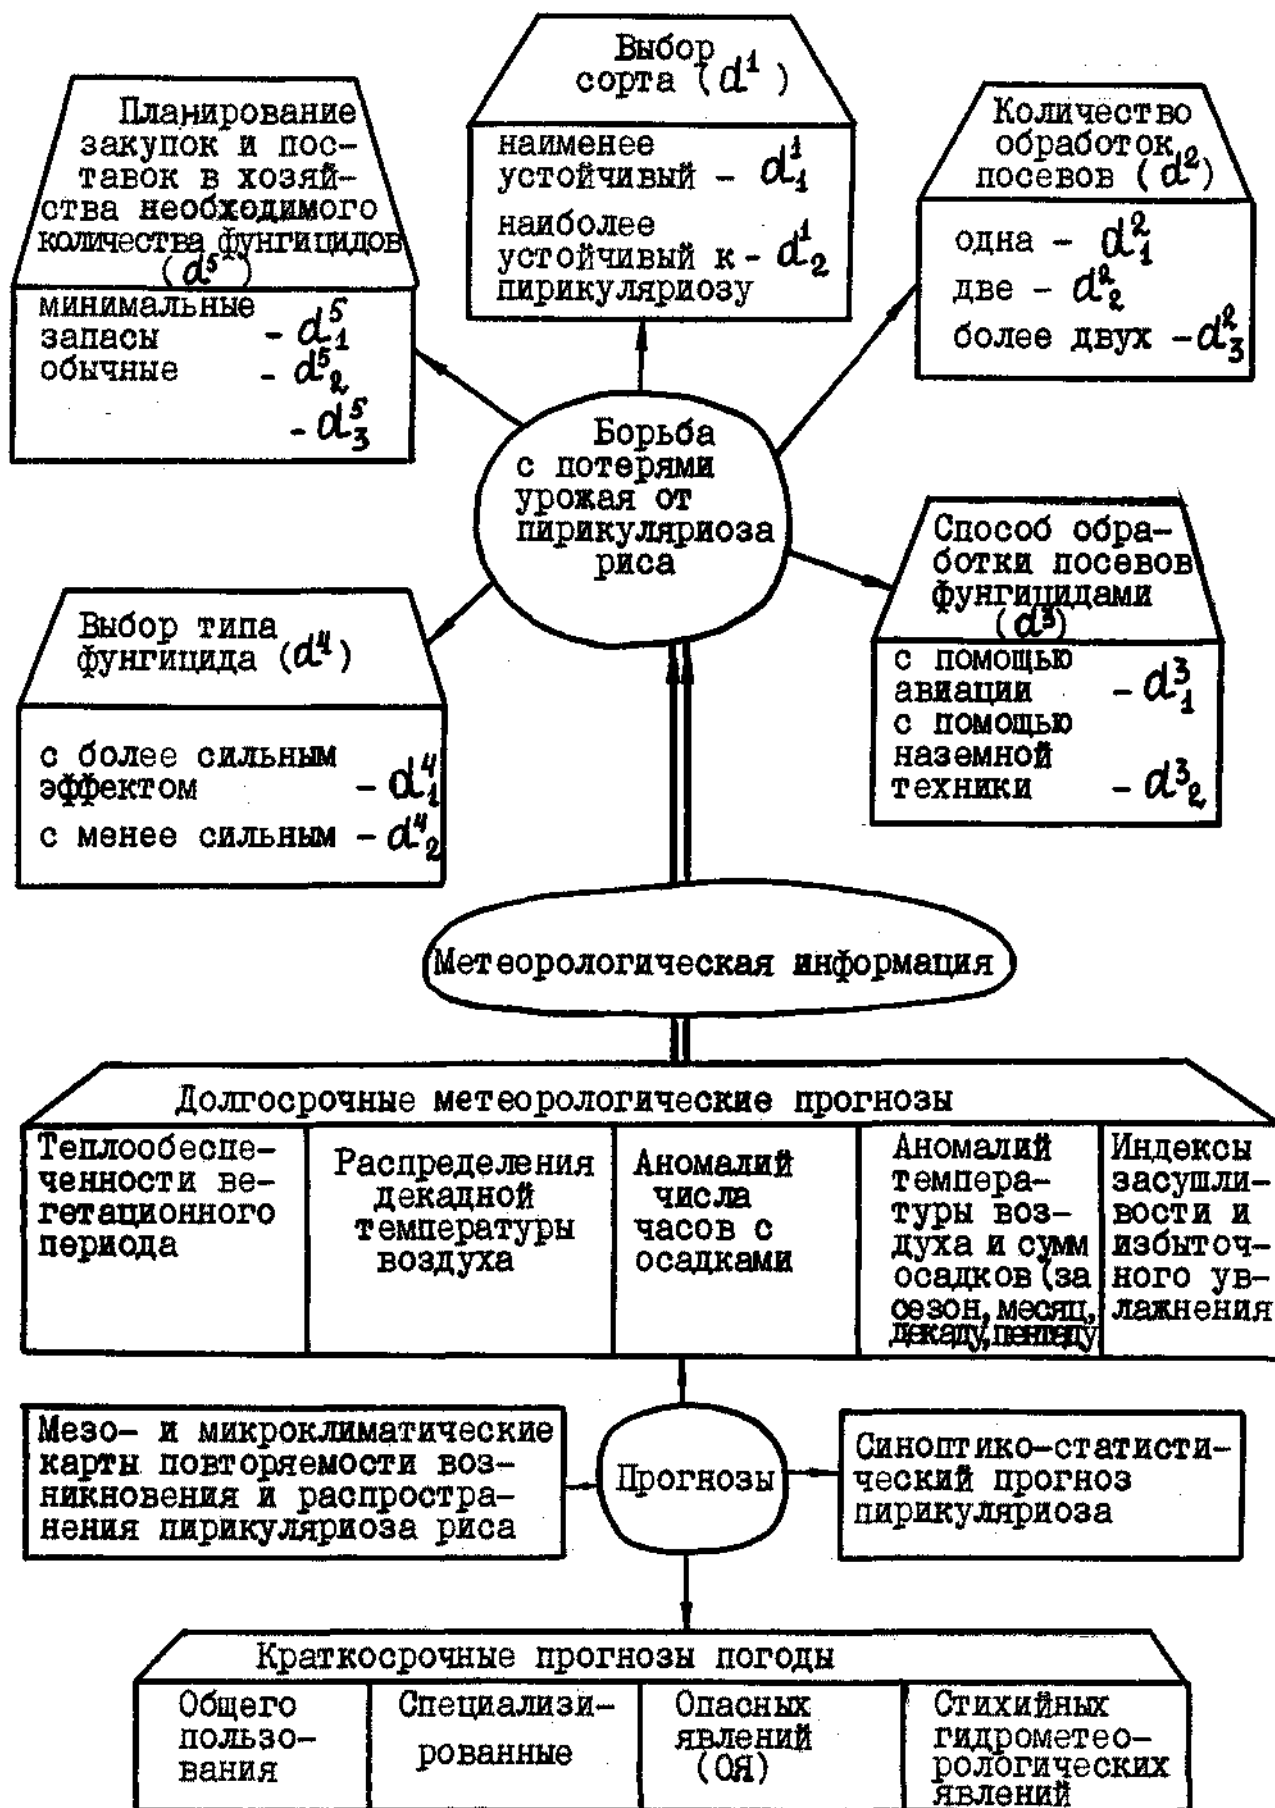 Выбор
сорта (d¹)
наименее
устойчивый – d¹₁
наиболее
устойчивый к – d¹₂
пирикуляриозу
Планирование
закупок и пос-
тавок в хозяй-
ства необходимого
количества фунгицидов
(d⁵)
минимальные
запасы – d⁵₁
обычные – d⁵₂
– d⁵₃
Количество
обработок
посевов (d²)
одна – d²₁
две – d²₂
более двух – d²₃
Борьба
с потерями
урожая от
пирикуляриоза
риса
Выбор типа
фунгицида (d⁴)
с более сильным
эффектом – d⁴₁
с менее сильным – d⁴₂
Способ обра-
ботки посевов
фунгицидами
(d³)
с помощью
авиации – d³₁
с помощью
наземной
техники – d³₂
Метеорологическая информация
Долгосрочные метеорологические прогнозы
Теплообеспе-
ченности ве-
гетационного
периода
Распределения
декадной
температуры
воздуха
Аномалий
числа
часов с
осадками
Аномалий
темпера-
туры воз-
духа и сумм
осадков (за
сезон, месяц,
декаду, пентаду
Индексы
засушли-
вости и
избыточ-
ного ув-
лажнения
Мезо- и микроклиматические
карты повторяемости воз-
никновения и распростра-
нения пирикуляриоза риса
Прогнозы
Синоптико-статисти-
ческий прогноз
пирикуляриоза
Краткосрочные прогнозы погоды
Общего
пользо-
вания
Специализи-
рованные
Опасных
явлений
(ОЯ)
Стихийных
гидрометео-
рологических
явлений